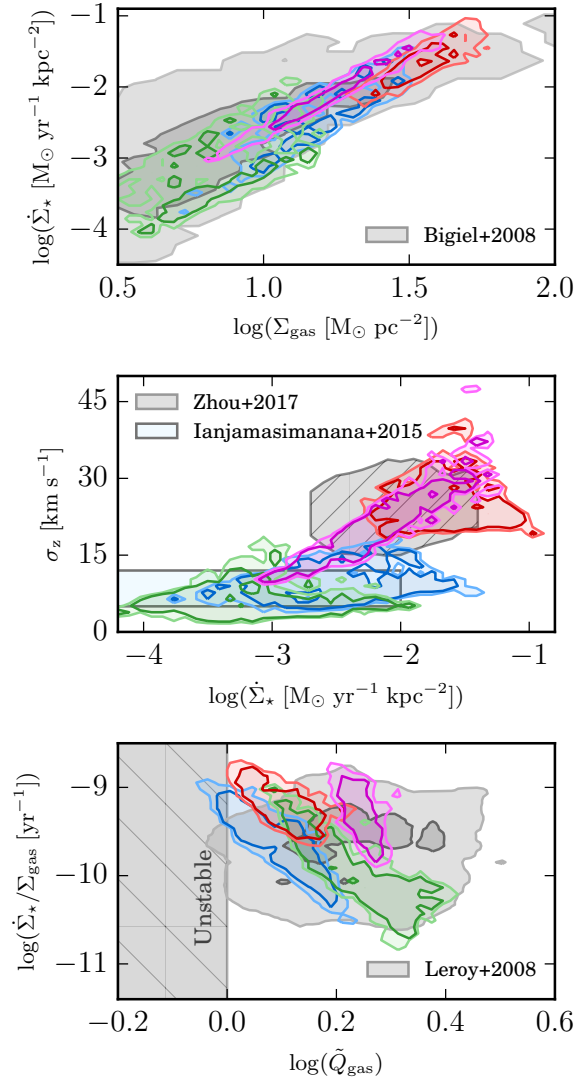 −1
−2
−3
−4
log(Σ̇⋆ [M⊙ yr⁻¹ kpc⁻²])
Bigiel+2008
0.5 1.0 1.5 2.0
log(Σgas [M⊙ pc⁻²])
45
30
15
0
σz [km s⁻¹]
Zhou+2017
Ianjamasimanana+2015
−4 −3 −2 −1
log(Σ̇⋆ [M⊙ yr⁻¹ kpc⁻²])
−9
−10
−11
log(Σ̇⋆/Σgas [yr⁻¹])
Unstable
Leroy+2008
−0.2 0.0 0.2 0.4 0.6
log(Q̃gas)